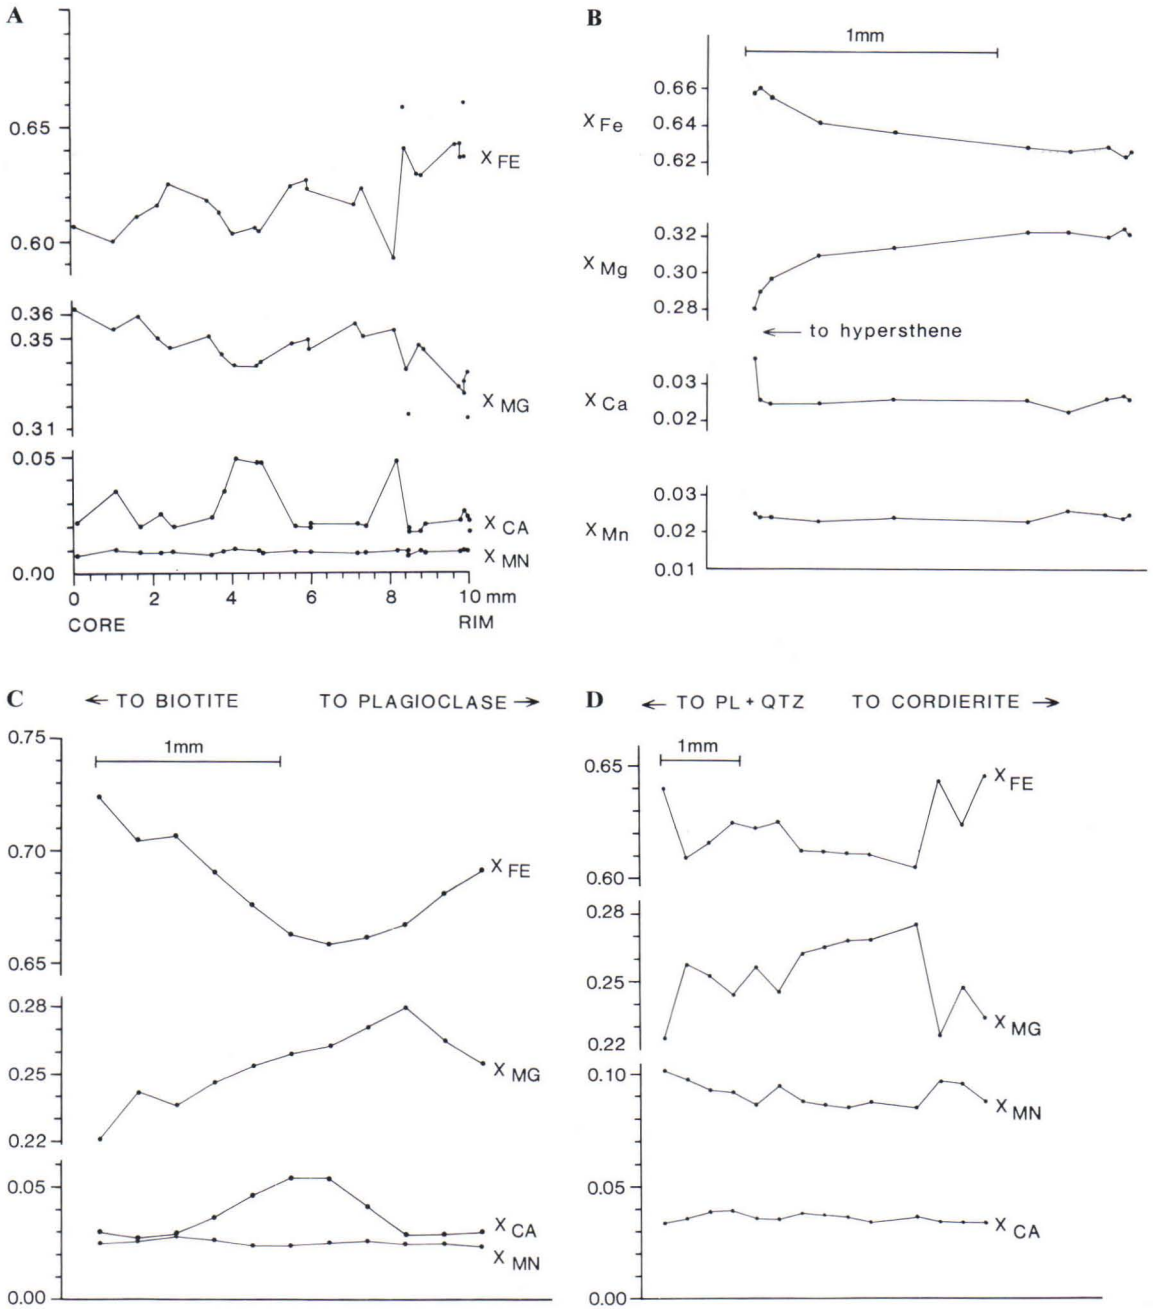 A
0.65
0.60
X FE
0.36
0.35
0.31
X MG
0.05
0.00
X CA
X MN
0 2 4 6 8 10 mm
CORE RIM
B
1mm
X Fe
0.66
0.64
0.62
X Mg
0.32
0.30
0.28
← to hypersthene
X Ca
0.03
0.02
X Mn
0.03
0.02
0.01
C
← TO BIOTITE TO PLAGIOCLASE →
0.75
1mm
0.70
0.65
X FE
0.28
0.25
0.22
X MG
0.05
0.00
X CA
X MN
D
← TO PL + QTZ TO CORDIERITE →
1mm
0.65
0.60
X FE
0.28
0.25
0.22
X MG
0.10
X MN
0.05
X CA
0.00